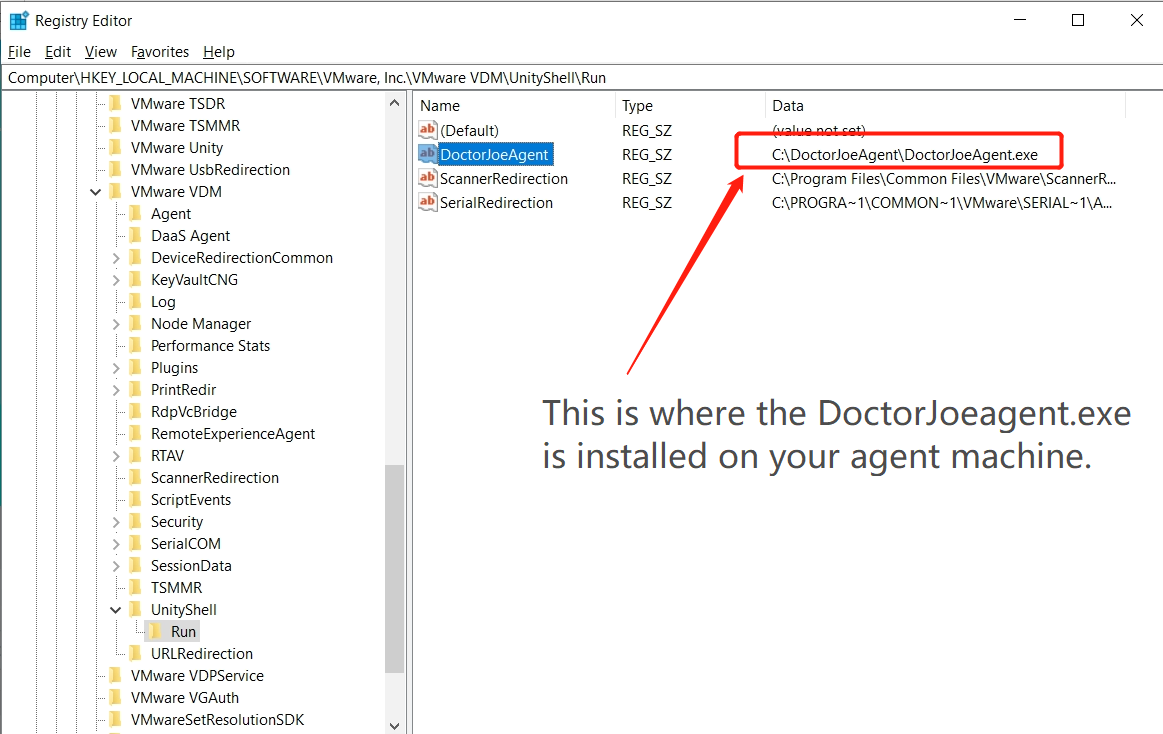 Registry Editor
File Edit View Favorites Help
Computer\HKEY_LOCAL_MACHINE\SOFTWARE\VMware, Inc.\VMware VDM\UnityShell\Run
VMware TSDR
VMware TSMMR
VMware Unity
VMware UsbRedirection
VMware VDM
Agent
DaaS Agent
DeviceRedirectionCommon
KeyVaultCNG
Log
Node Manager
Performance Stats
Plugins
PrintRedir
RdpVcBridge
RemoteExperienceAgent
RTAV
ScannerRedirection
ScriptEvents
Security
SerialCOM
SessionData
TSMMR
UnityShell
Run
URLRedirection
VMware VDPService
VMware VGAuth
VMwareSetResolutionSDK
Name Type Data
ab (Default) REG_SZ (value not set)
ab DoctorJoeAgent REG_SZ C:\DoctorJoeAgent\DoctorJoeAgent.exe
ab ScannerRedirection REG_SZ C:\Program Files\Common Files\VMware\ScannerR...
ab SerialRedirection REG_SZ C:\PROGRA~1\COMMON~1\VMware\SERIAL~1\A...
This is where the DoctorJoeagent.exe
is installed on your agent machine.